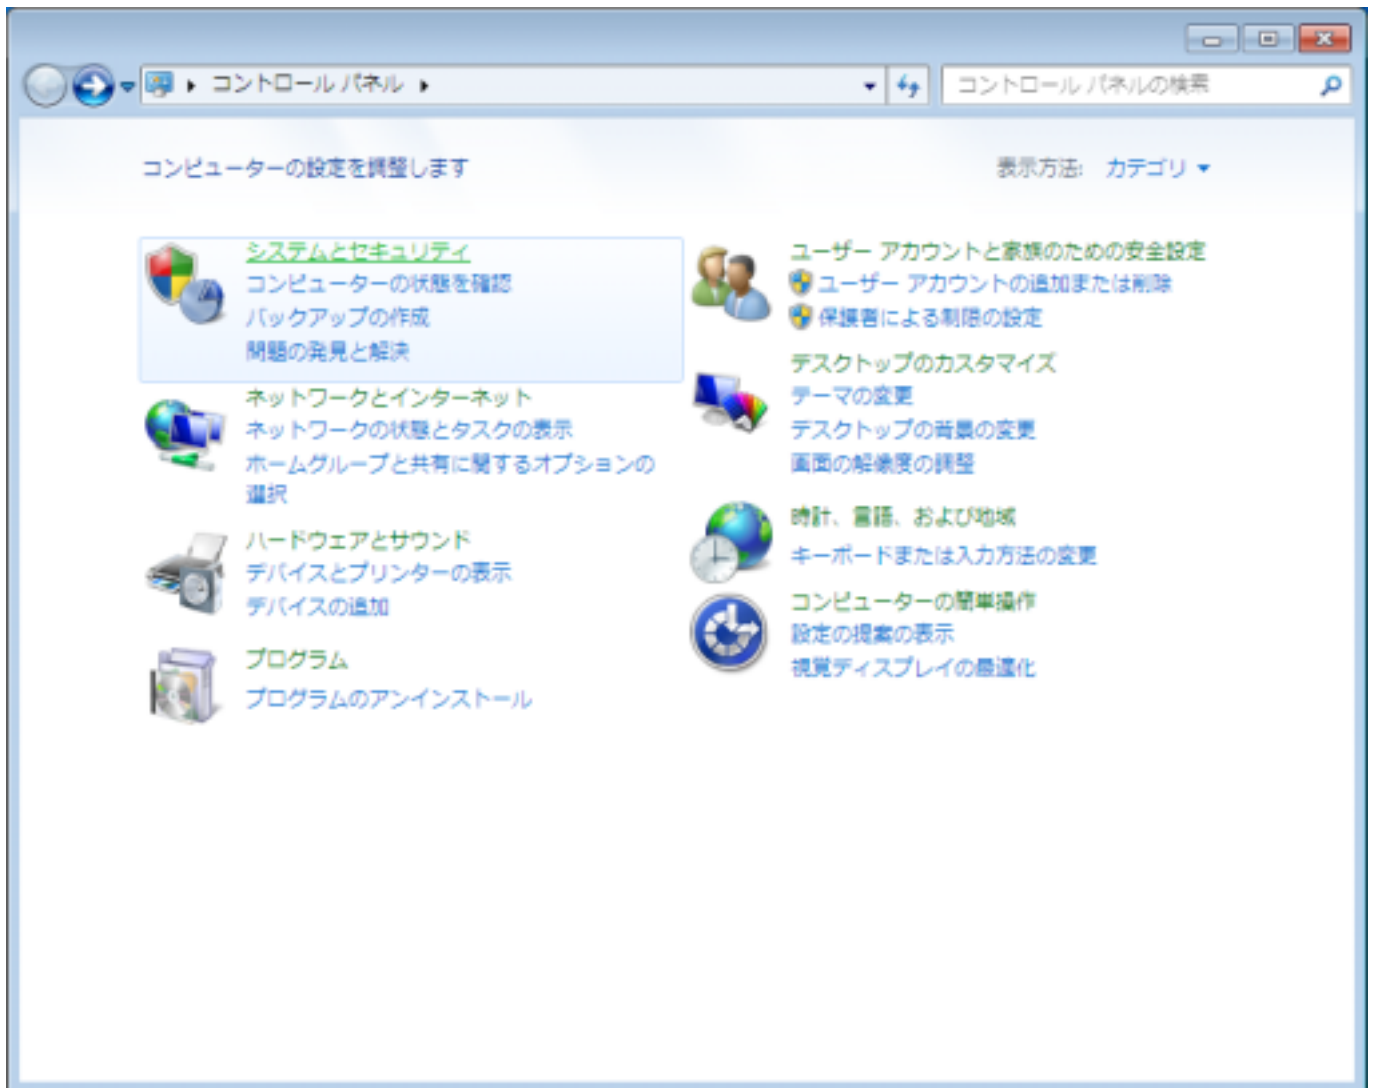 コントロール パネル
コントロール パネルの検索
コンピューターの設定を調整します
表示方法: カテゴリ
システムとセキュリティ
コンピューターの状態を確認
バックアップの作成
問題の発見と解決
ネットワークとインターネット
ネットワークの状態とタスクの表示
ホームグループと共有に関するオプションの
選択
ハードウェアとサウンド
デバイスとプリンターの表示
デバイスの追加
プログラム
プログラムのアンインストール
ユーザー アカウントと家族のための安全設定
ユーザー アカウントの追加または削除
保護者による制限の設定
デスクトップのカスタマイズ
テーマの変更
デスクトップの背景の変更
画面の解像度の調整
時計、言語、および地域
キーボードまたは入力方法の変更
コンピューターの簡単操作
設定の提案の表示
視覚ディスプレイの最適化